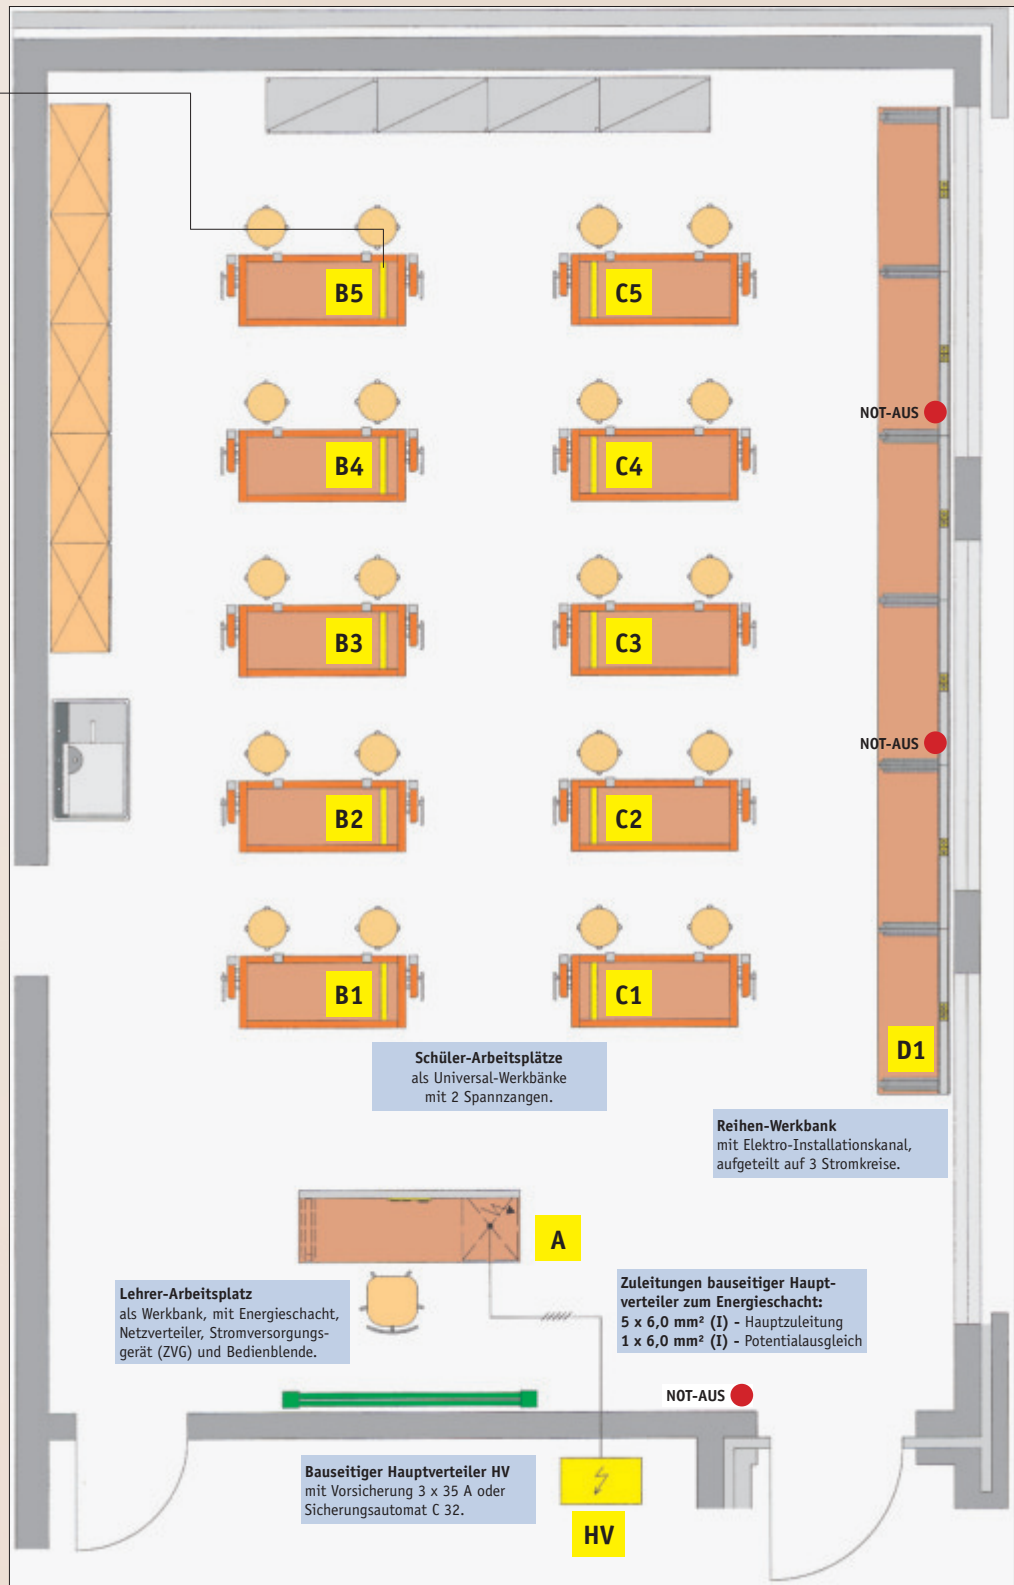 B5
C5
NOT-AUS
B4
C4
B3
C3
NOT-AUS
B2
C2
B1
C1
D1
Schüler-Arbeitsplätze
als Universal-Werkbänke
mit 2 Spannzangen.
Reihen-Werkbank
mit Elektro-Installationskanal,
aufgeteilt auf 3 Stromkreise.
A
Lehrer-Arbeitsplatz
als Werkbank, mit Energieschacht,
Netzverteiler, Stromversorgungs-
gerät (ZVG) und Bedienblende.
Zuleitungen bauseitiger Haupt-
verteiler zum Energieschacht:
5 x 6,0 mm² (I) - Hauptzuleitung
1 x 6,0 mm² (I) - Potentialausgleich
NOT-AUS
Bauseitiger Hauptverteiler HV
mit Vorsicherung 3 x 35 A oder
Sicherungsautomat C 32.
HV